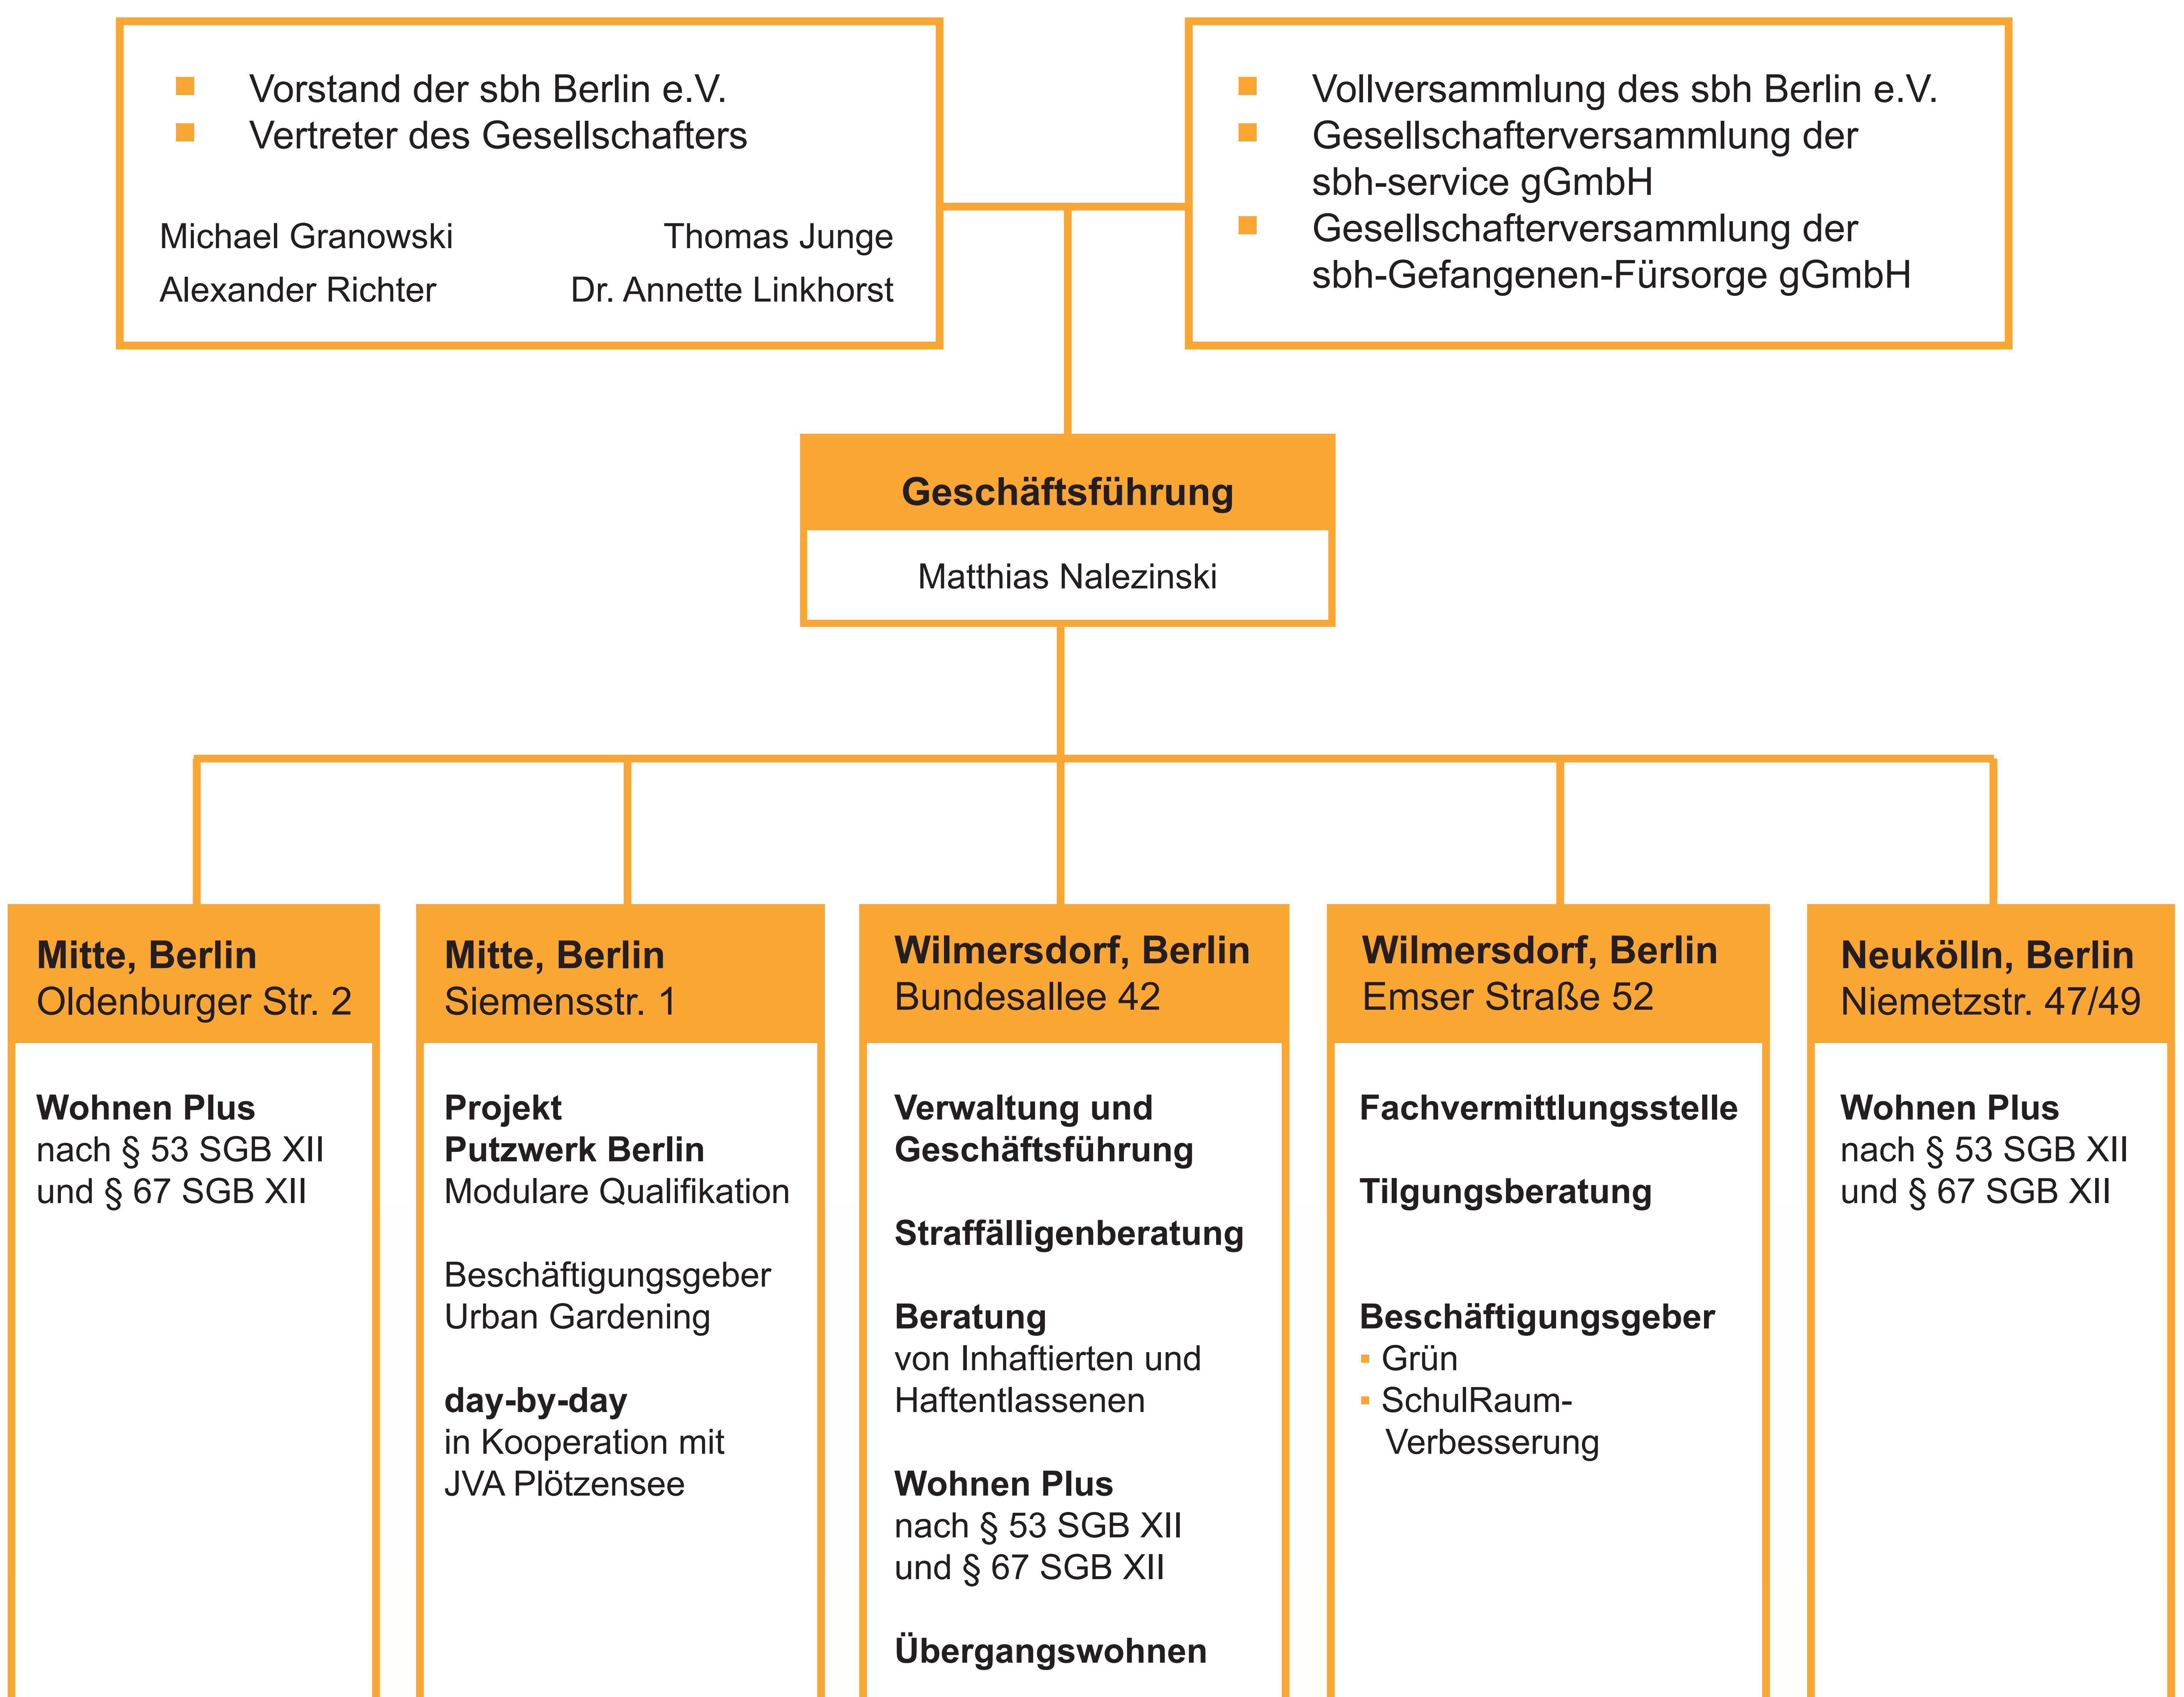 Vorstand der sbh Berlin e.V.
Vertreter des Gesellschafters
Michael Granowski
Thomas Junge
Alexander Richter
Dr. Annette Linkhorst
Vollversammlung des sbh Berlin e.V.
Gesellschafterversammlung der
sbh-service gGmbH
Gesellschafterversammlung der
sbh-Gefangenen-Fürsorge gGmbH
Geschäftsführung
Matthias Nalezinski
Mitte, Berlin
Oldenburger Str. 2
Wohnen Plus
nach § 53 SGB XII
und § 67 SGB XII
Mitte, Berlin
Siemensstr. 1
Projekt
Putzwerk Berlin
Modulare Qualifikation
Beschäftigungsgeber
Urban Gardening
day-by-day
in Kooperation mit
JVA Plötzensee
Wilmersdorf, Berlin
Bundesallee 42
Verwaltung und
Geschäftsführung
Straffälligenberatung
Beratung
von Inhaftierten und
Haftentlassenen
Wohnen Plus
nach § 53 SGB XII
und § 67 SGB XII
Übergangswohnen
Wilmersdorf, Berlin
Emser Straße 52
Fachvermittlungsstelle
Tilgungsberatung
Beschäftigungsgeber
Grün
SchulRaum-
Verbesserung
Neukölln, Berlin
Niemetzstr. 47/49
Wohnen Plus
nach § 53 SGB XII
und § 67 SGB XII